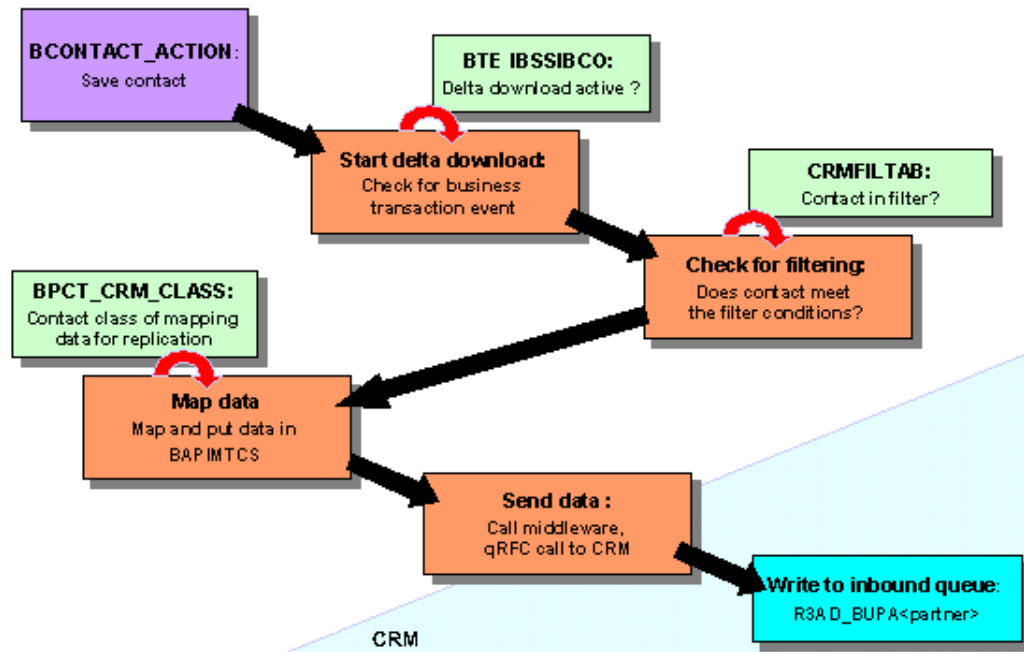 BCONTACT_ACTION:
Save contact
BTE IBSSIBCO:
Delta download active ?
Start delta download:
Check for business
transaction event
CRMFILTAB:
Contact in filter?
Check for filtering:
Does contact meet
the filter conditions?
BPCT_CRM_CLASS:
Contact class of mapping
data for replication
Map data
Map and put data in
BAPIMTCS
Send data :
Call middleware,
qRFC call to CRM
Write to inbound queue:
R3AD_BUPA<partner>
CRM